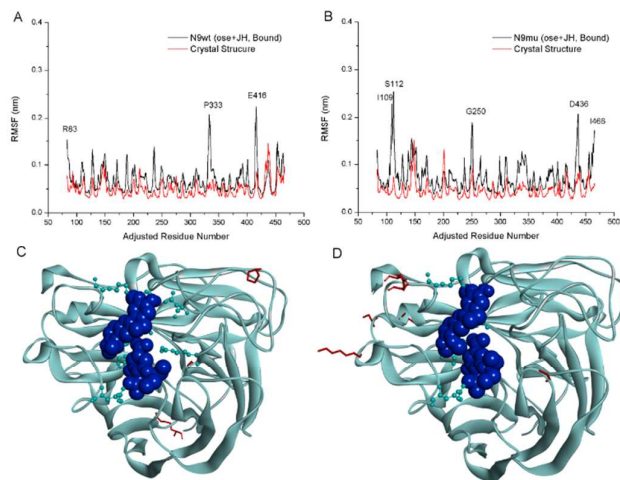 A
N9wt (ose+JH, Bound)
Crystal Strucure
RMSF (nm)
0.4
0.3
0.2
0.1
0.0
R83
P333
E416
50 100 150 200 250 300 350 400 450 500
Adjusted Residue Number
B
N9mu (ose+JH, Bound)
Crystal Structure
RMSF (nm)
0.4
0.3
0.2
0.1
0.0
S112
I109
G250
D436
I466
50 100 150 200 250 300 350 400 450 500
Adjusted Residue Number
C
D